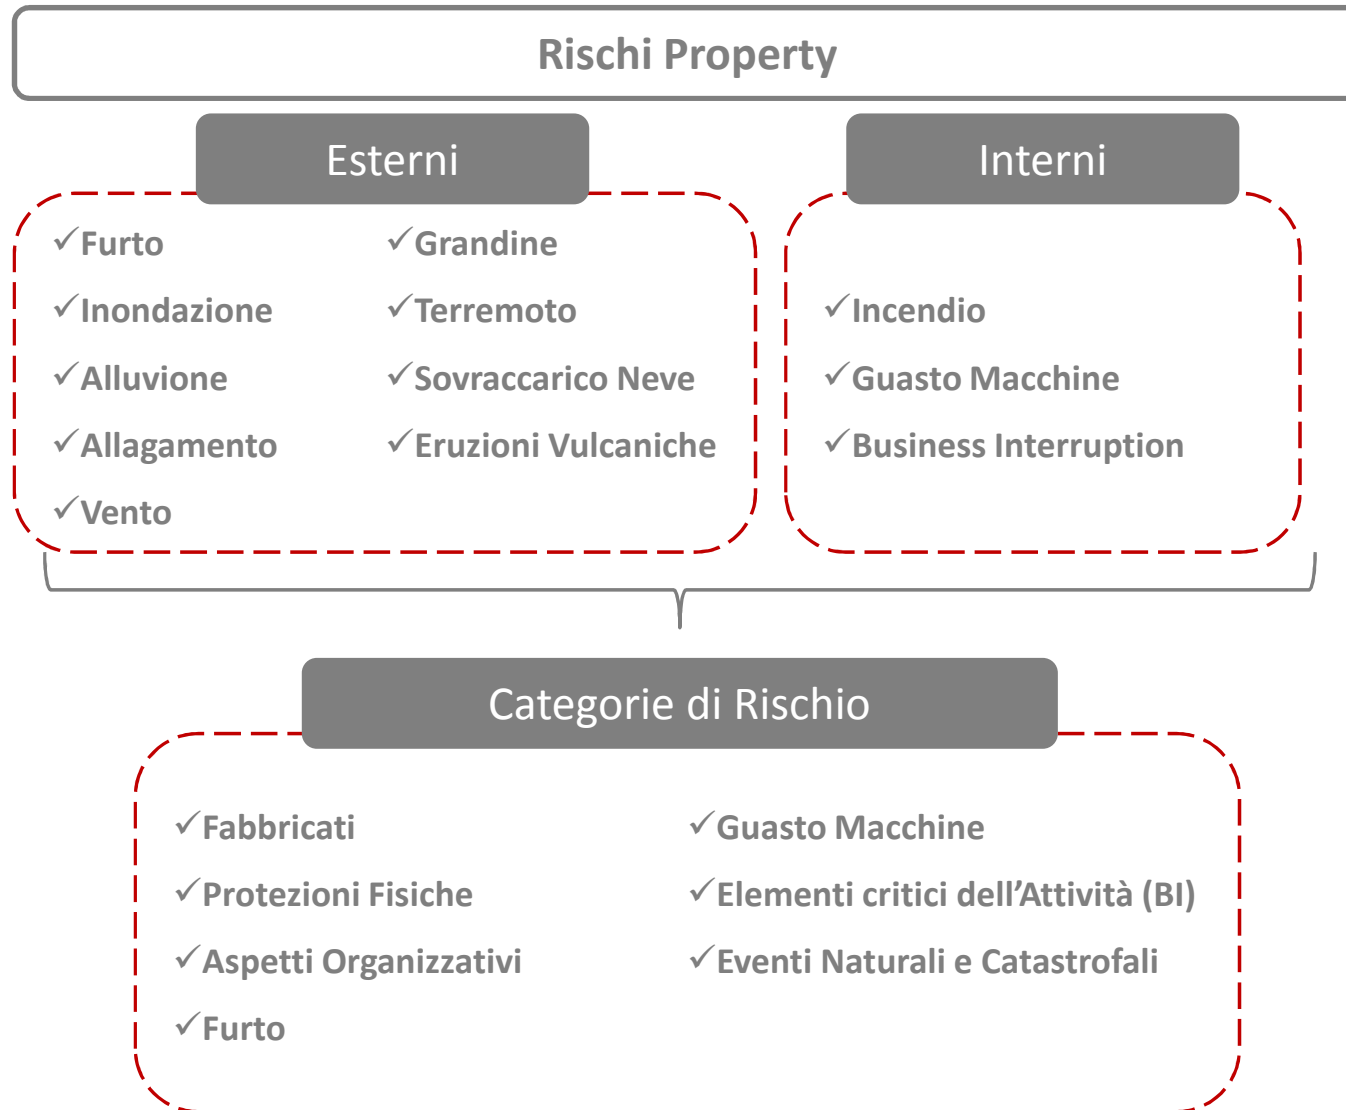 Rischi Property
Esterni
✓Furto
✓Inondazione
✓Alluvione
✓Allagamento
✓Vento
✓Grandine
✓Terremoto
✓Sovraccarico Neve
✓Eruzioni Vulcaniche
Interni
✓Incendio
✓Guasto Macchine
✓Business Interruption
Categorie di Rischio
✓Fabbricati
✓Protezioni Fisiche
✓Aspetti Organizzativi
✓Furto
✓Guasto Macchine
✓Elementi critici dell’Attività (BI)
✓Eventi Naturali e Catastrofali